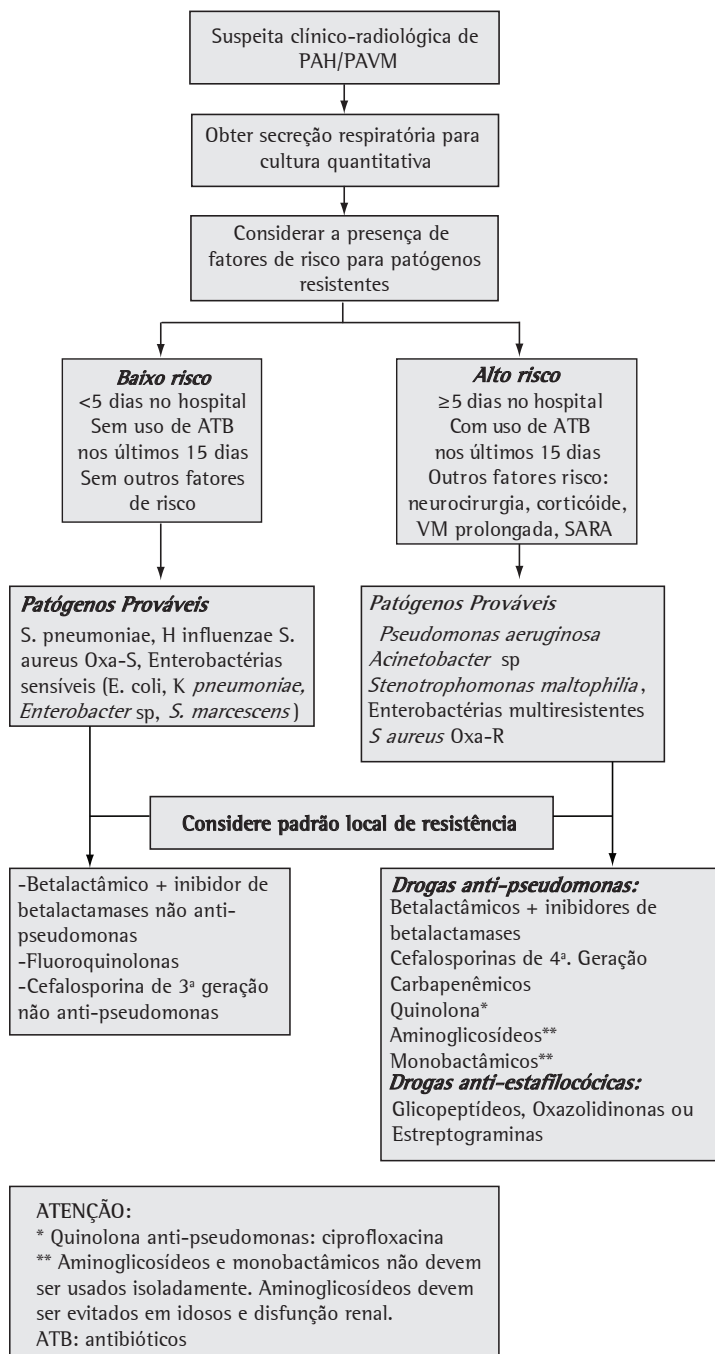 Suspeita clínico-radiológica de
PAH/PAVM
Obter secreção respiratória para
cultura quantitativa
Considerar a presença de
fatores de risco para patógenos
resistentes
Baixo risco
<5 dias no hospital
Sem uso de ATB
nos últimos 15 dias
Sem outros fatores
de risco
Alto risco
≥5 dias no hospital
Com uso de ATB
nos últimos 15 dias
Outros fatores risco:
neurocirurgia, corticóide,
VM prolongada, SARA
Patógenos Prováveis
S. pneumoniae, H influenzae S.
aureus Oxa-S, Enterobactérias
sensíveis (E. coli, K pneumoniae,
Enterobacter sp, S. marcescens)
Patógenos Prováveis
Pseudomonas aeruginosa
Acinetobacter sp
Stenotrophomonas maltophilia,
Enterobactérias multiresistentes
S aureus Oxa-R
Considere padrão local de resistência
-Betalactâmico + inibidor de
betalactamases não anti-
pseudomonas
-Fluoroquinolonas
-Cefalosporina de 3ª geração
não anti-pseudomonas
Drogas anti-pseudomonas:
Betalactâmicos + inibidores de
betalactamases
Cefalosporinas de 4ª. Geração
Carbapenêmicos
Quinolona*
Aminoglicosídeos**
Monobactâmicos**
Drogas anti-estafilocócicas:
Glicopeptídeos, Oxazolidinonas ou
Estreptograminas
ATENÇÃO:
* Quinolona anti-pseudomonas: ciprofloxacina
** Aminoglicosídeos e monobactâmicos não devem
ser usados isoladamente. Aminoglicosídeos devem
ser evitados em idosos e disfunção renal.
ATB: antibióticos